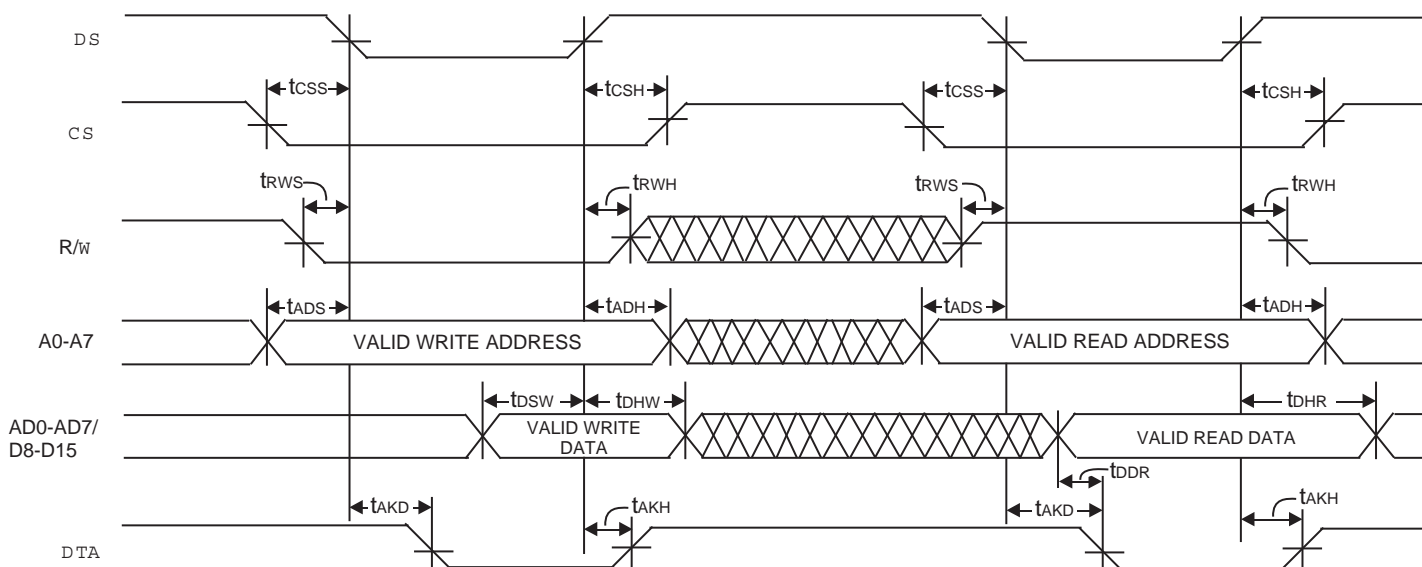 DS
tCSS tCSH tCSS tCSH
CS
tRWS tRWH tRWS tRWH
R/W
tADS tADH tADS tADH
A0-A7 VALID WRITE ADDRESS VALID READ ADDRESS
tDSW tDHW tDHR
AD0-AD7/
D8-D15
VALID WRITE
DATA
VALID READ DATA
tDDR
tAKD tAKH tAKD tAKH
DTA